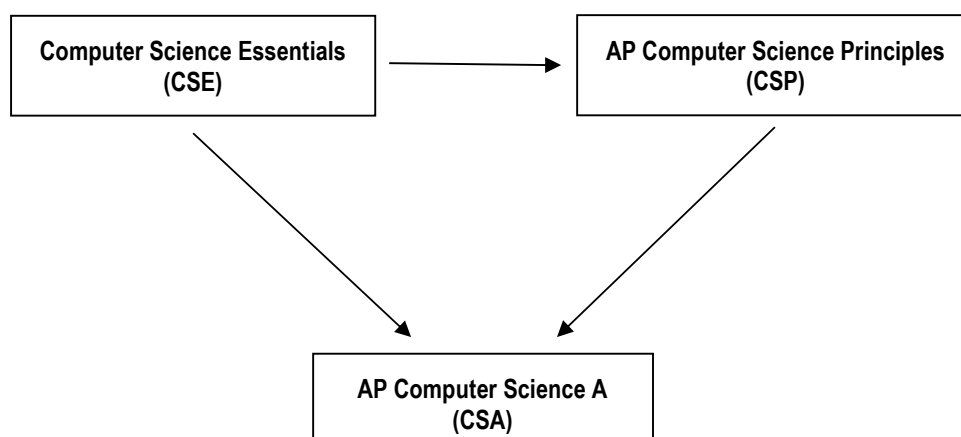 Computer Science Essentials
(CSE)
AP Computer Science Principles
(CSP)
AP Computer Science A
(CSA)